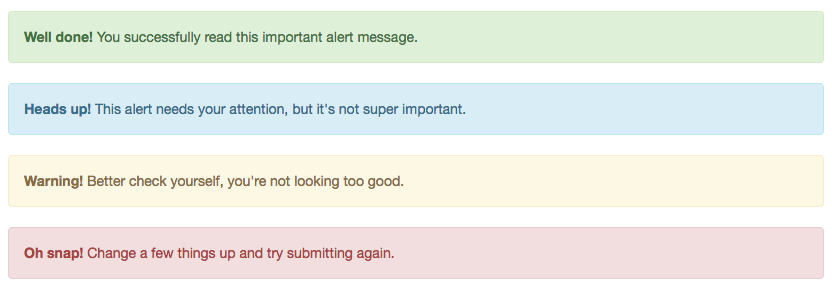 Well done! You successfully read this important alert message.
Heads up! This alert needs your attention, but it's not super important.
Warning! Better check yourself, you're not looking too good.
Oh snap! Change a few things up and try submitting again.